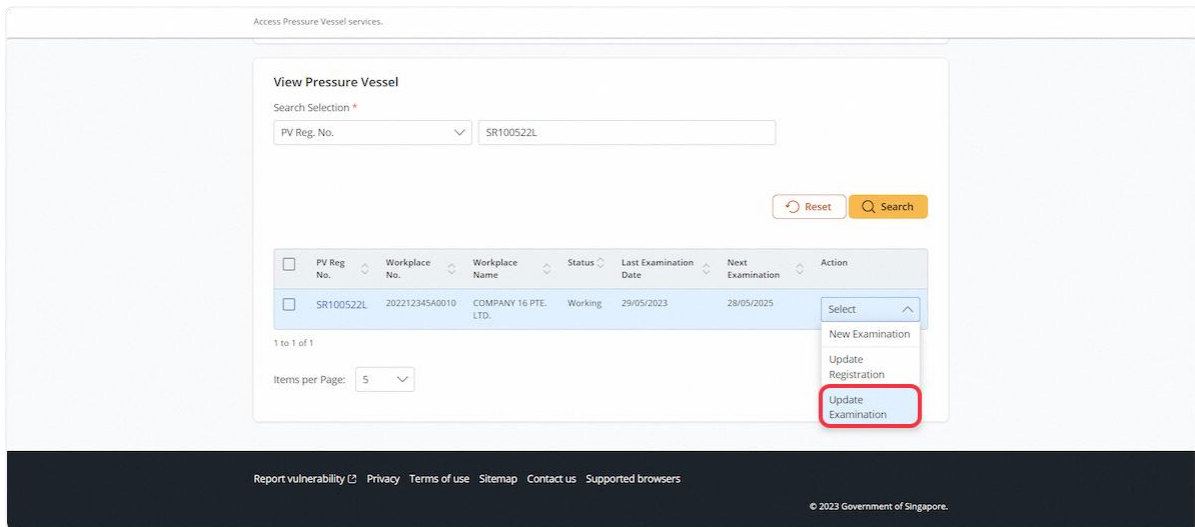 Access Pressure Vessel services.
View Pressure Vessel
Search Selection *
PV Reg. No.
SR100522L
Reset
Search
PV Reg No.
Workplace No.
Workplace Name
Status
Last Examination Date
Next Examination
Action
SR100522L
202212345A0010
COMPANY 16 PTE. LTD.
Working
29/05/2023
28/05/2025
Select
New Examination
Update Registration
Update Examination
1 to 1 of 1
Items per Page:
5
Report vulnerability
Privacy
Terms of use
Sitemap
Contact us
Supported browsers
© 2023 Government of Singapore.